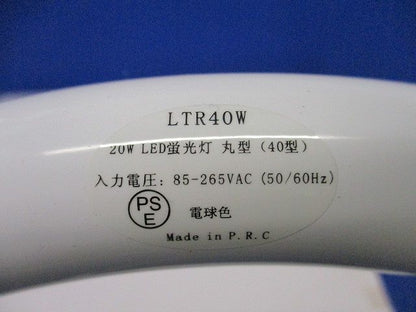 LTR40W
20W LED蛍光灯 丸型（40型）
入力電圧: 85-265VAC (50/60Hz)
PS
E
電球色
Made in P.R.C